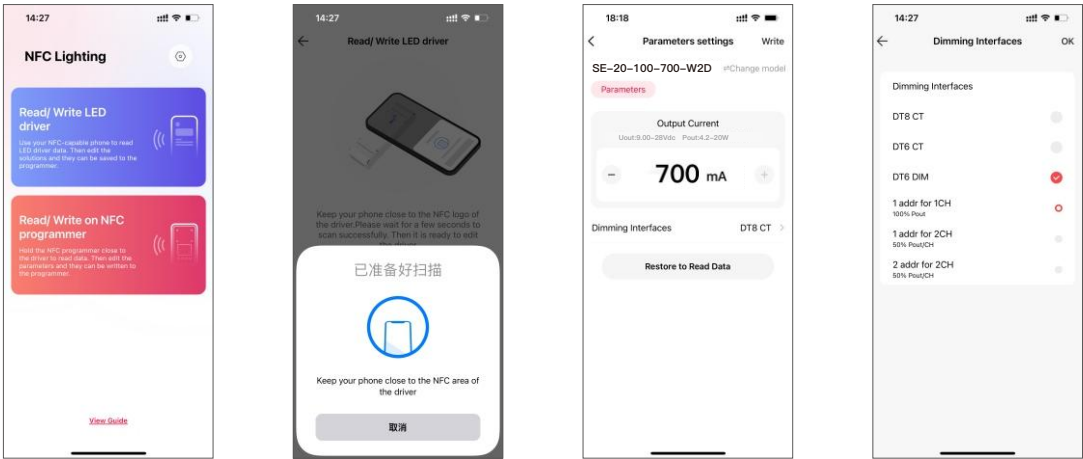 14:27
NFC Lighting
Read/ Write LED
driver
Use your NFC-capable phone to read
LED driver data. Then edit the
solutions and they can be saved to the
programmer.
Read/ Write on NFC
programmer
Hold the NFC programmer close to
the driver to read data. Then edit the
parameters and they can be written to
the programmer.
View Guide
14:27
Read/ Write LED driver
Keep your phone close to the NFC logo of
the driver.Please wait for a few seconds to
scan successfully. Then it is ready to edit
the driver.
已准备好扫描
Keep your phone close to the NFC area of
the driver
取消
18:18
Parameters settings
Write
SE-20-100-700-W2D
⇌Change model
Parameters
Output Current
Uout:9.00-28Vdc Pout:4.2-20W
- 700 mA +
Dimming Interfaces
DT8 CT >
Restore to Read Data
14:27
Dimming Interfaces
OK
Dimming Interfaces
DT8 CT
DT6 CT
DT6 DIM
1 addr for 1CH
100% Pout
1 addr for 2CH
50% Pout/CH
2 addr for 2CH
50% Pout/CH